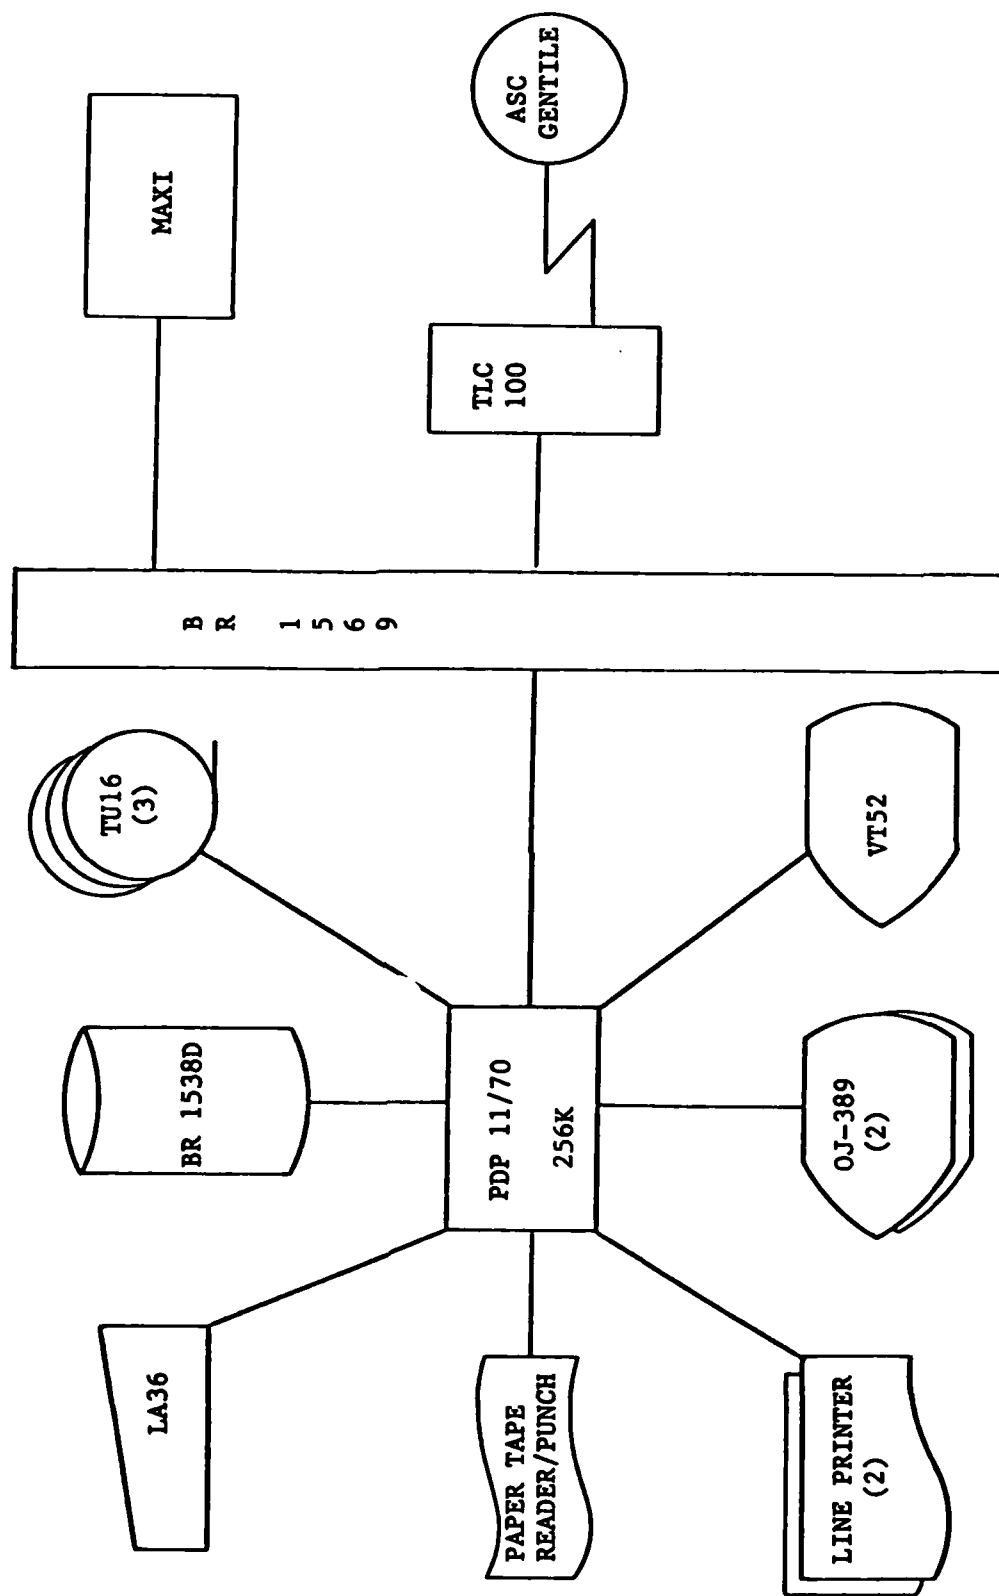 LA36
BR 1538D
TU16
(3)
B
R
1
5
6
9
MAXI
PAPER TAPE
READER/PUNCH
PDP 11/70
256K
TLC
100
ASC
GENTILE
LINE PRINTER
(2)
OJ-389
(2)
VT52